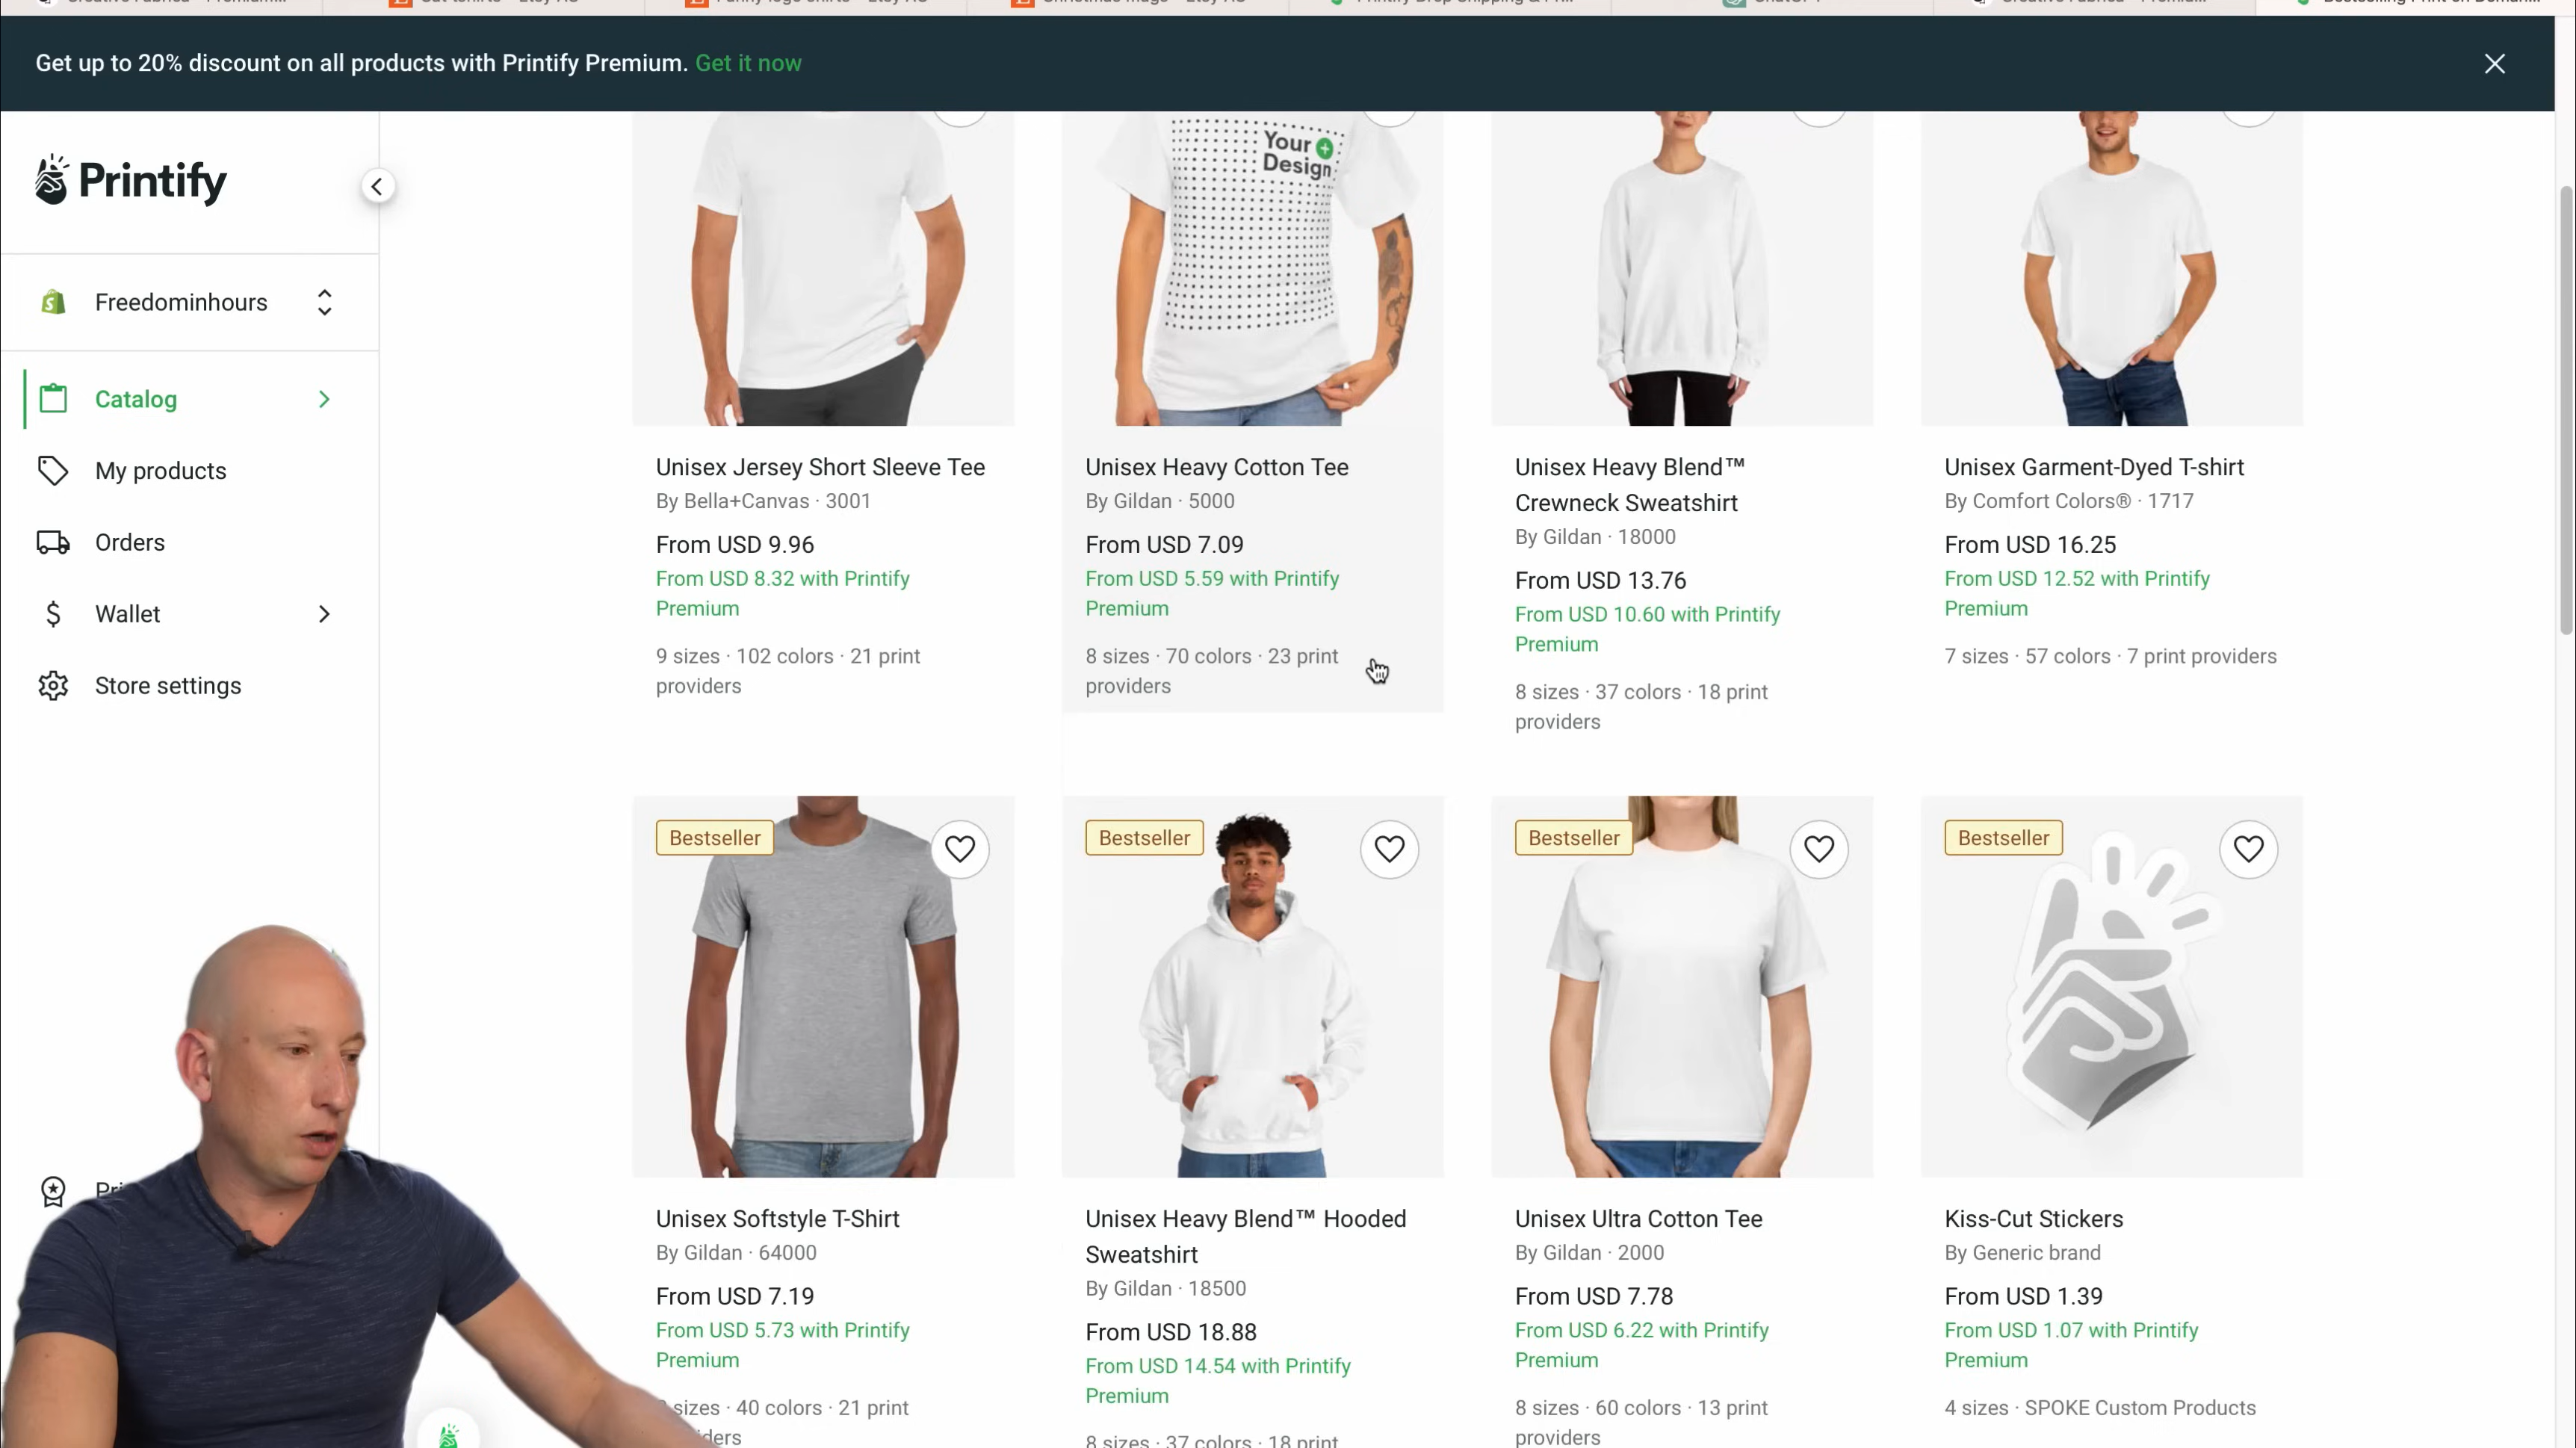 Get up to 20% discount on all products with Printify Premium. Get it now
Printify
Freedominhours
Catalog
My products
Orders
Wallet
Store settings
Your
Design
Unisex Jersey Short Sleeve Tee
By Bella+Canvas · 3001
From USD 9.96
From USD 8.32 with Printify
Premium
9 sizes · 102 colors · 21 print
providers
Unisex Heavy Cotton Tee
By Gildan · 5000
From USD 7.09
From USD 5.59 with Printify
Premium
8 sizes · 70 colors · 23 print
providers
Unisex Heavy Blend™
Crewneck Sweatshirt
By Gildan · 18000
From USD 13.76
From USD 10.60 with Printify
Premium
8 sizes · 37 colors · 18 print
providers
Unisex Garment-Dyed T-shirt
By Comfort Colors® · 1717
From USD 16.25
From USD 12.52 with Printify
Premium
7 sizes · 57 colors · 7 print providers
Bestseller
Unisex Softstyle T-Shirt
By Gildan · 64000
From USD 7.19
From USD 5.73 with Printify
Premium
sizes · 40 colors · 21 print
Bestseller
Unisex Heavy Blend™ Hooded
Sweatshirt
By Gildan · 18500
From USD 18.88
From USD 14.54 with Printify
Premium
8 sizes · 37 colors · 18 print
Bestseller
Unisex Ultra Cotton Tee
By Gildan · 2000
From USD 7.78
From USD 6.22 with Printify
Premium
8 sizes · 60 colors · 13 print
providers
Bestseller
Kiss-Cut Stickers
By Generic brand
From USD 1.39
From USD 1.07 with Printify
Premium
4 sizes · SPOKE Custom Products